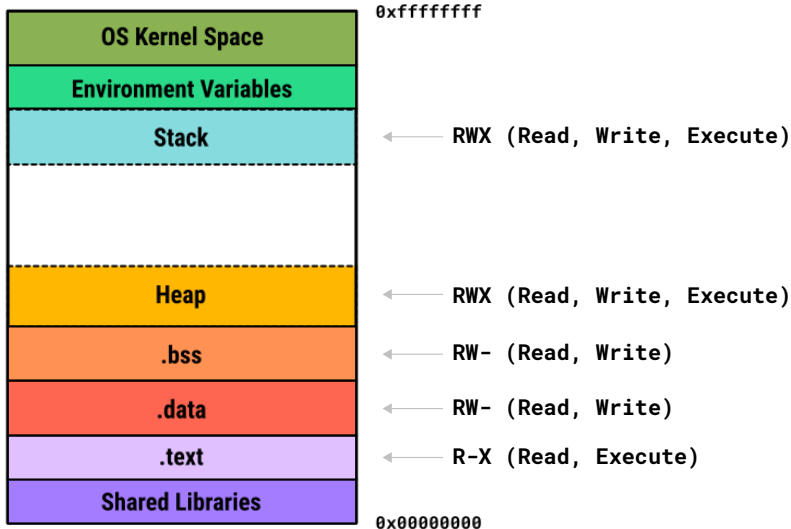 0xffffffff
OS Kernel Space
Environment Variables
Stack
RWX (Read, Write, Execute)
Heap
RWX (Read, Write, Execute)
.bss
RW- (Read, Write)
.data
RW- (Read, Write)
.text
R-X (Read, Execute)
Shared Libraries
0x00000000